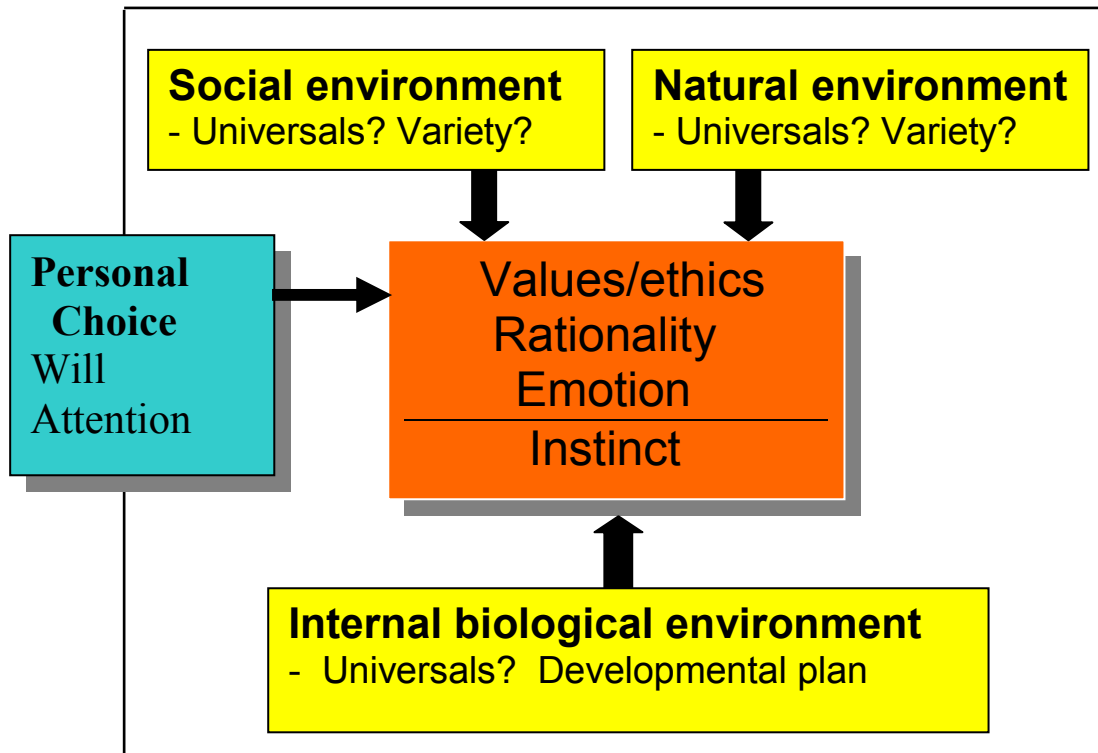 Social environment
- Universals? Variety?
Natural environment
- Universals? Variety?
Personal
Choice
Will
Attention
Values/ethics
Rationality
Emotion
Instinct
Internal biological environment
- Universals? Developmental plan